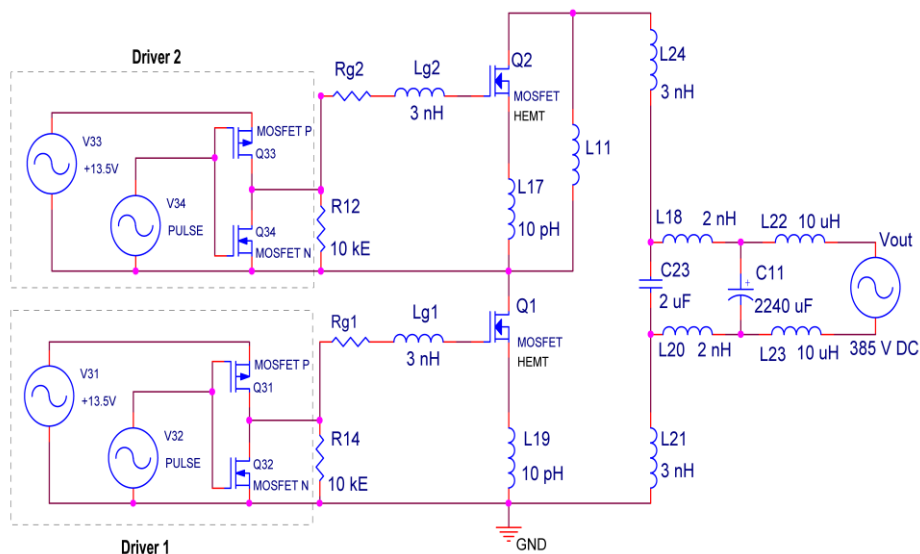 Driver 2
V33
+13.5V
V34
PULSE
MOSFET P
Q33
Q34
MOSFET N
R12
10 kE
Rg2
Lg2
3 nH
Q2
MOSFET
HEMT
L17
10 pH
L11
L24
3 nH
L18
2 nH
L22
10 uH
Vout
C23
2 uF
C11
+
2240 uF
L20
2 nH
L23
10 uH
385 V DC
L21
3 nH
V31
+13.5V
V32
PULSE
MOSFET P
Q31
Q32
MOSFET N
R14
10 kE
Rg1
Lg1
3 nH
Q1
MOSFET
HEMT
L19
10 pH
GND
Driver 1